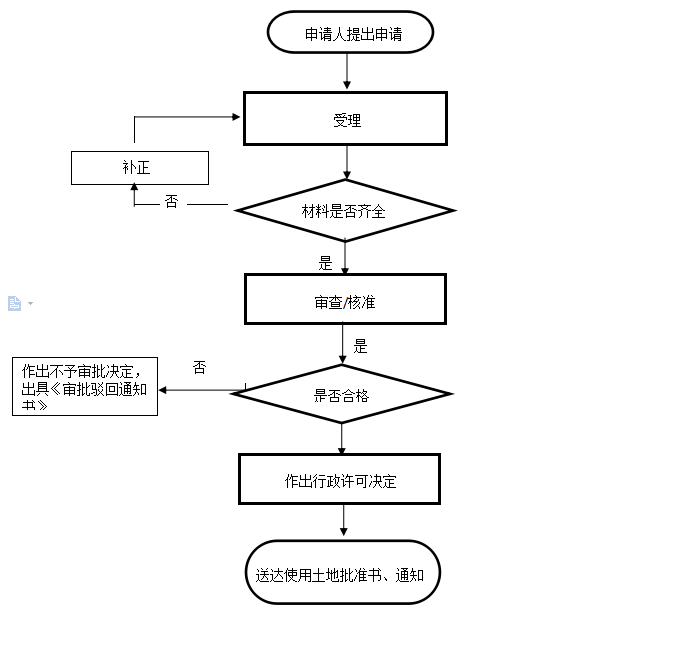 申请人提出申请
受理
补正
否
材料是否齐全
是
审查/核准
是
否
作出不予审批决定，
出具《审批驳回通知
书》
是否合格
作出行政许可决定
送达使用土地批准书、通知